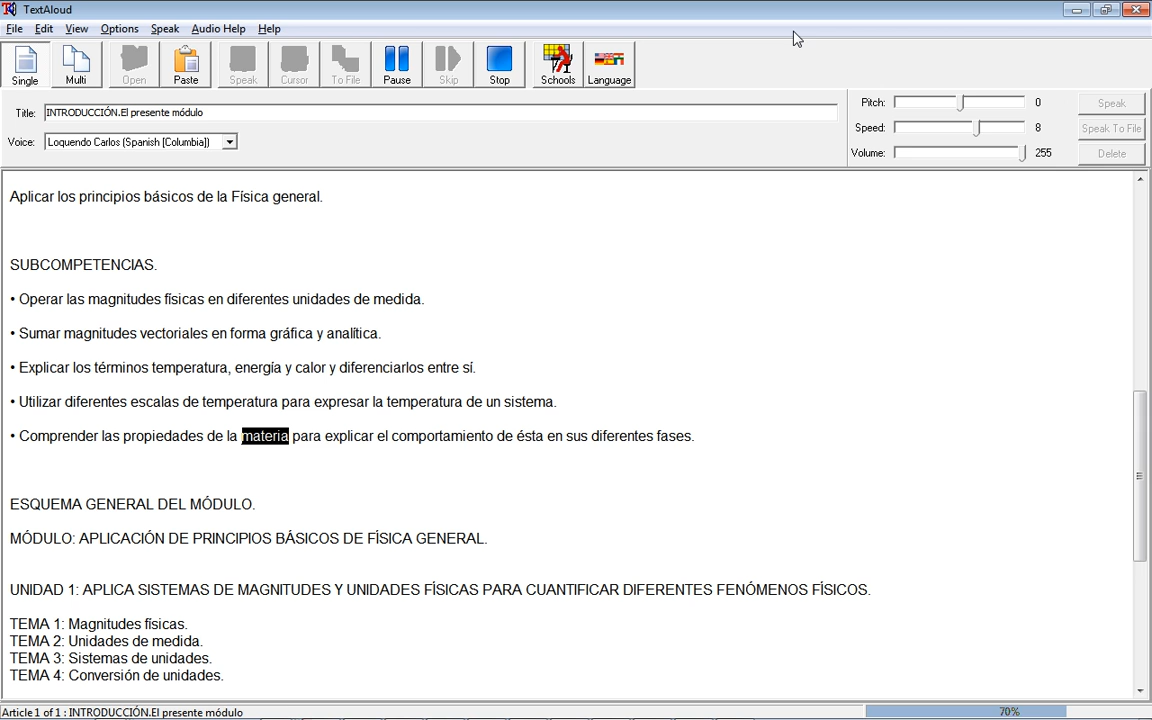 TextAloud
File Edit View Options Speak Audio Help Help
Single Multi Open Paste Speak Cursor To File Pause Skip Stop Schools Language
Title: INTRODUCCIÓN.El presente módulo
Voice: Loquendo Carlos (Spanish [Columbia])
Pitch: 0 Speak
Speed: 8 Speak To File
Volume: 255 Delete
Aplicar los principios básicos de la Física general.
SUBCOMPETENCIAS.
• Operar las magnitudes físicas en diferentes unidades de medida.
• Sumar magnitudes vectoriales en forma gráfica y analítica.
• Explicar los términos temperatura, energía y calor y diferenciarlos entre sí.
• Utilizar diferentes escalas de temperatura para expresar la temperatura de un sistema.
• Comprender las propiedades de la materia para explicar el comportamiento de ésta en sus diferentes fases.
ESQUEMA GENERAL DEL MÓDULO.
MÓDULO: APLICACIÓN DE PRINCIPIOS BÁSICOS DE FÍSICA GENERAL.
UNIDAD 1: APLICA SISTEMAS DE MAGNITUDES Y UNIDADES FÍSICAS PARA CUANTIFICAR DIFERENTES FENÓMENOS FÍSICOS.
TEMA 1: Magnitudes físicas.
TEMA 2: Unidades de medida.
TEMA 3: Sistemas de unidades.
TEMA 4: Conversión de unidades.
Article 1 of 1 : INTRODUCCIÓN.El presente módulo 70%